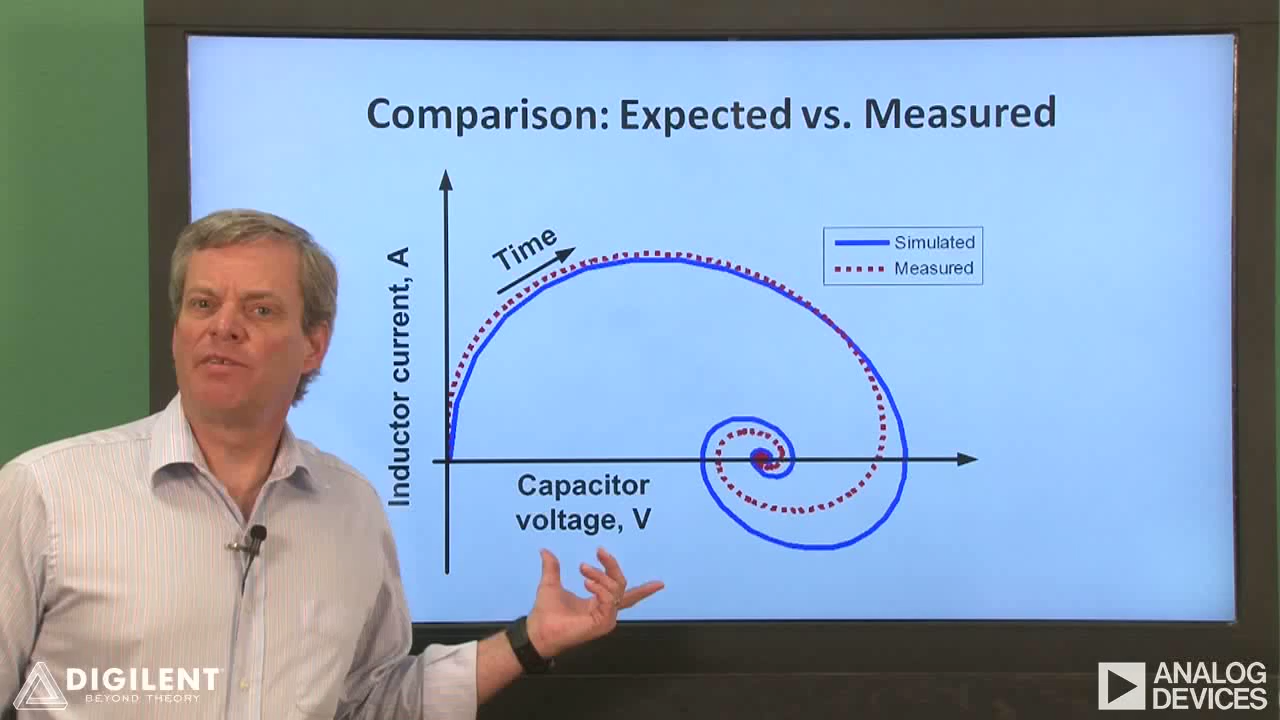 Comparison: Expected vs. Measured
Time
Simulated
Measured
Inductor current, A
Capacitor
voltage, V
DIGILENT
BEYOND THEORY
ANALOG
DEVICES